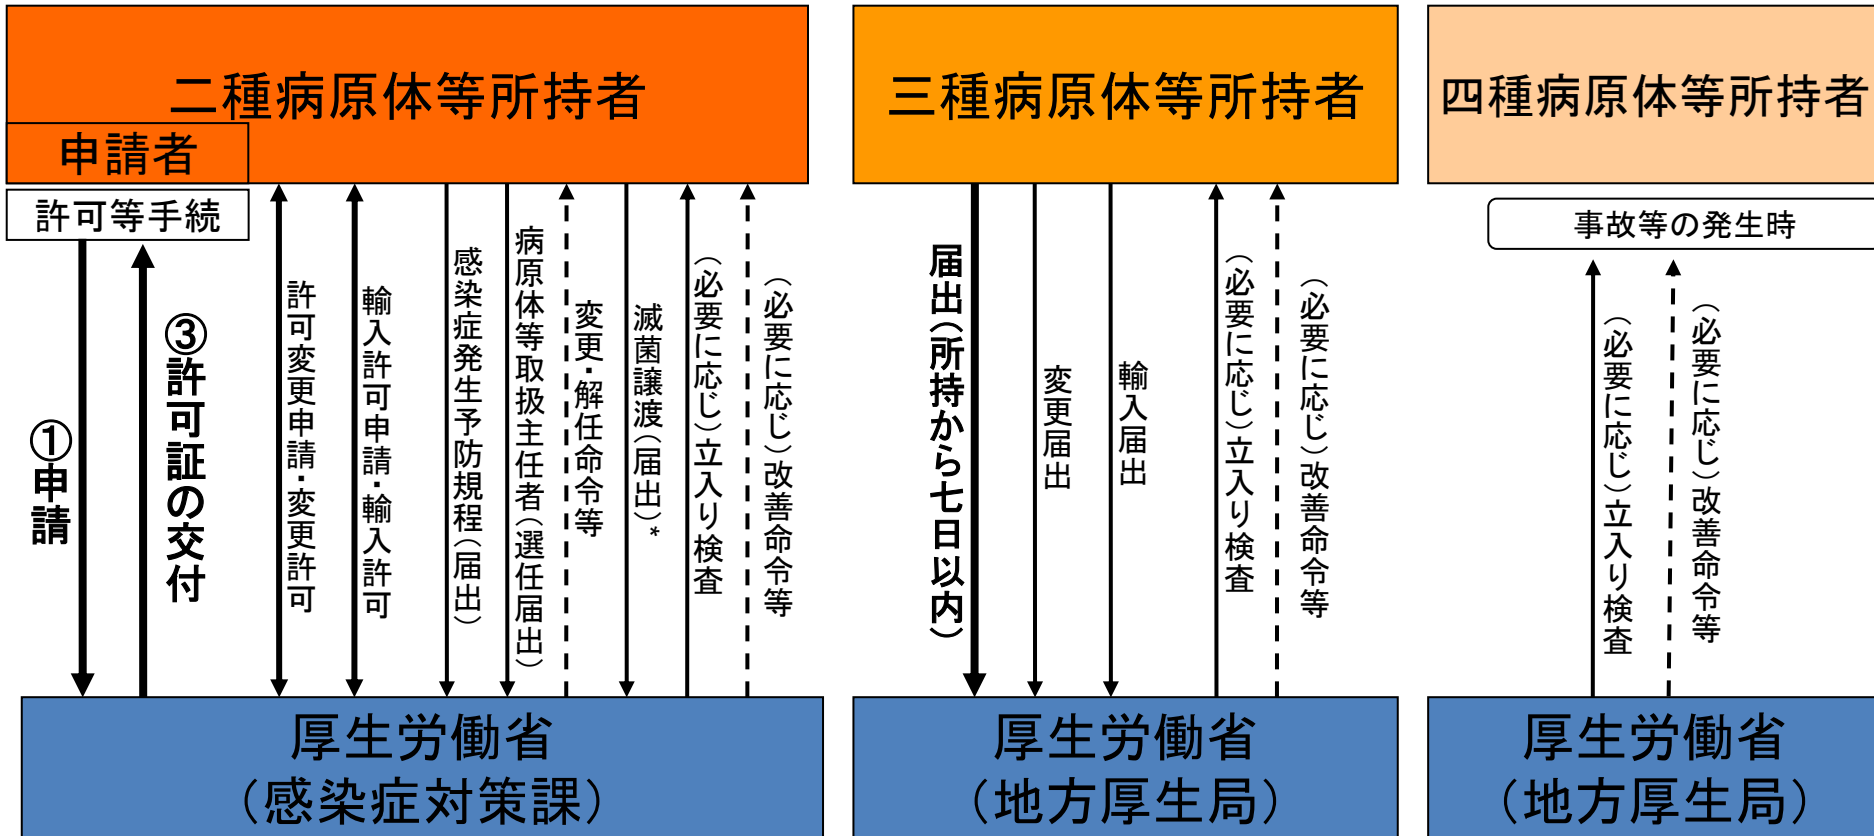 二種病原体等所持者
申請者
許可等手続
①申請
③許可証の交付
許可変更申請・変更許可
輸入許可申請・輸入許可
感染症発生予防規程（届出）
病原体等取扱主任者（選任届出）
変更・解任命令等
滅菌譲渡（届出）*
（必要に応じ）立入り検査
（必要に応じ）改善命令等
厚生労働省
（感染症対策課）
三種病原体等所持者
届出（所持から七日以内）
変更届出
輸入届出
（必要に応じ）立入り検査
（必要に応じ）改善命令等
厚生労働省
（地方厚生局）
四種病原体等所持者
事故等の発生時
（必要に応じ）立入り検査
（必要に応じ）改善命令等
厚生労働省
（地方厚生局）